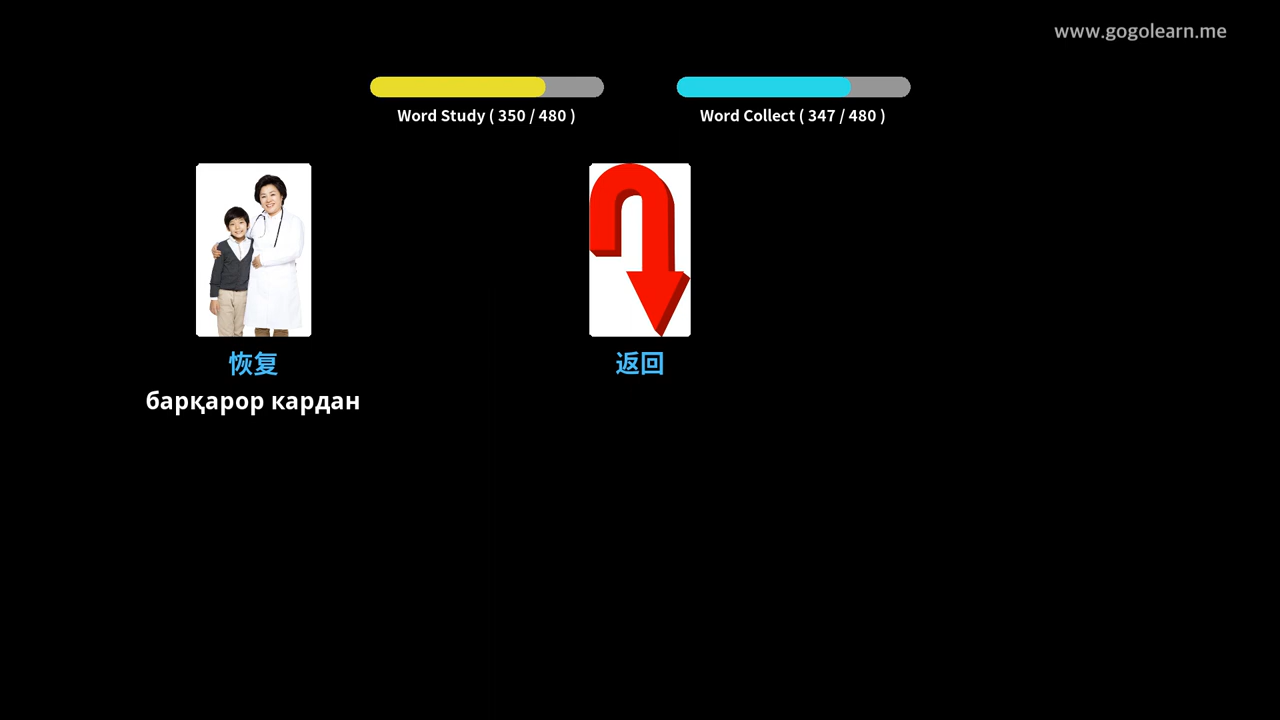 www.gogolearn.me
Word Study ( 350 / 480 )
Word Collect ( 347 / 480 )
恢复
返回
барқарор кардан